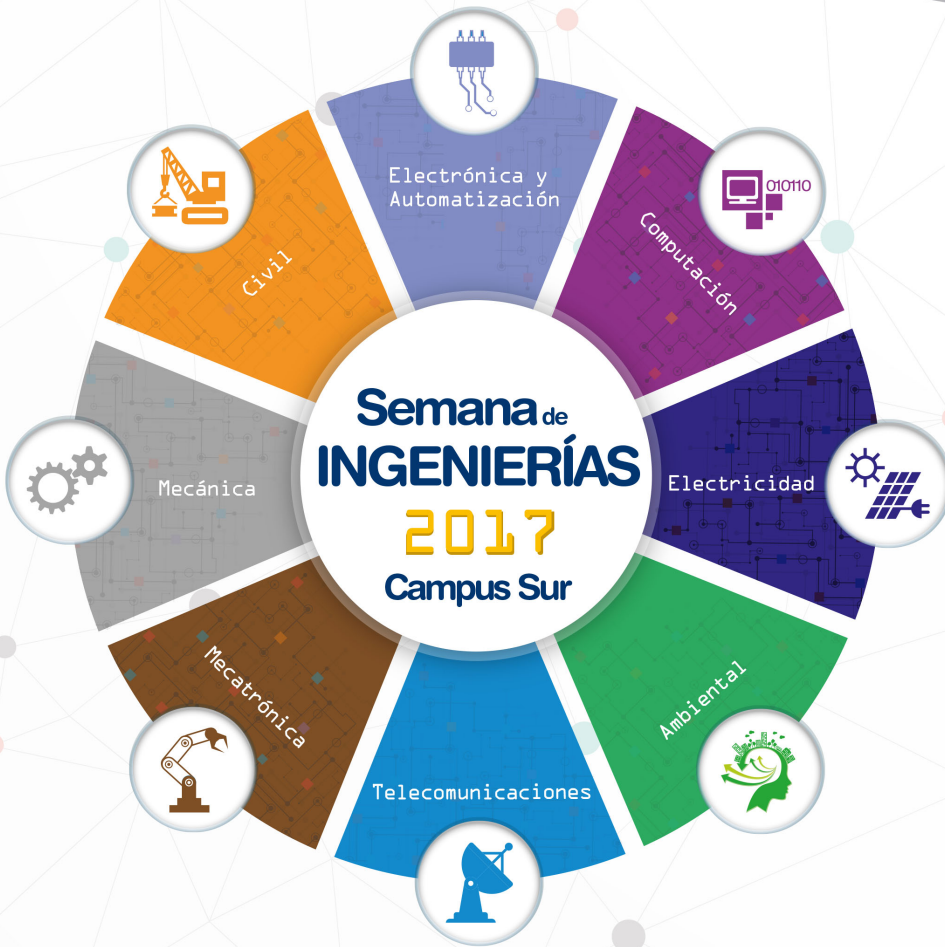 Electrónica y
Automatización
Computación
010110
Electricidad
Ambiental
Telecomunicaciones
Mecatrónica
Mecánica
Civil
Semana de
INGENIERÍAS
2017
Campus Sur